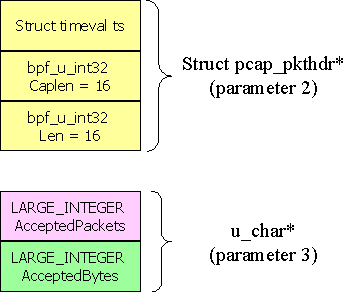 Struct timeval ts
bpf_u_int32
Caplen = 16
bpf_u_int32
Len = 16
Struct pcap_pkthdr*
(parameter 2)
LARGE_INTEGER
AcceptedPackets
LARGE_INTEGER
AcceptedBytes
u_char*
(parameter 3)